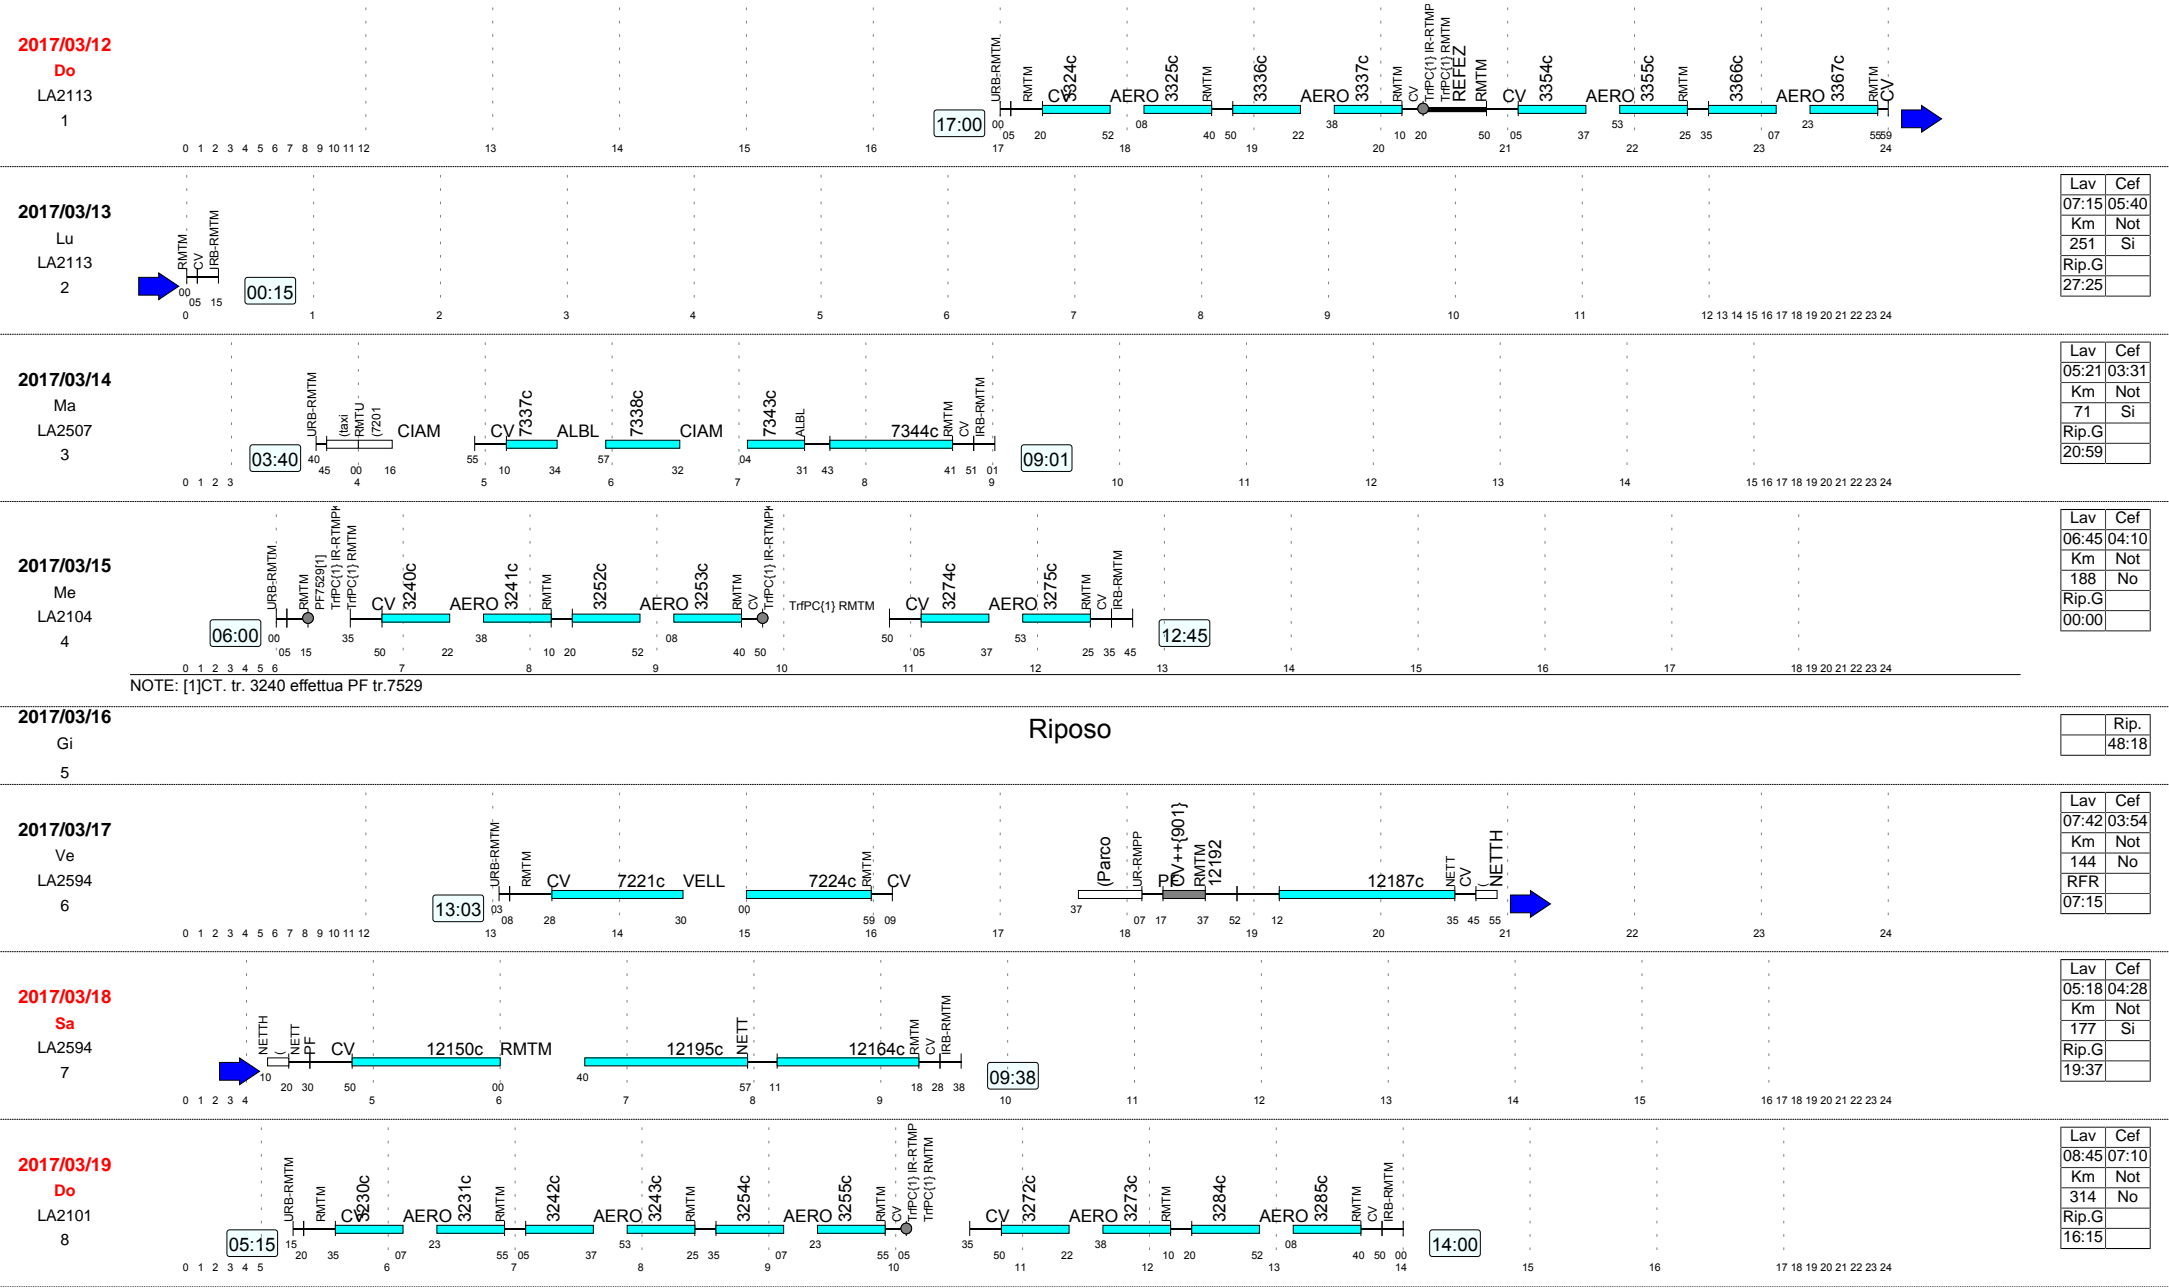 2017/03/12
Do
LA2113
1
17:00
URB-RMTM RMTM CV 3324c AERO 3325c RMTM 3336c AERO 3337c RMTM CV TrfPC{1} IR-RTMP TrfPC{1} RMTM REFEZ RMTM CV 3354c AERO 3355c RMTM 3366c AERO 3367c RMTM CV
00 05 20 52 08 40 50 22 38 10 20 50 05 37 53 25 35 07 23 55 59
0 1 2 3 4 5 6 7 8 9 10 11 12 13 14 15 16 17 18 19 20 21 22 23 24
2017/03/13
Lu
LA2113
2
RMTM CV IRB-RMTM
00 05 15
00:15
0 1 2 3 4 5 6 7 8 9 10 11 12 13 14 15 16 17 18 19 20 21 22 23 24
Lav Cef
07:15 05:40
Km Not
251 Si
Rip.G
27:25
2017/03/14
Ma
LA2507
3
03:40
URB-RMTM (taxi RMTU (7201 CIAM CV 7337c ALBL 7338c CIAM 7343c ALBL 7344c RMTM CV IRB-RMTM
40 45 00 16 55 10 34 57 32 04 31 43 41 51 01
09:01
0 1 2 3 4 5 6 7 8 9 10 11 12 13 14 15 16 17 18 19 20 21 22 23 24
Lav Cef
05:21 03:31
Km Not
71 Si
Rip.G
20:59
2017/03/15
Me
LA2104
4
06:00
URB-RMTM RMTM PF7529[1] TrfPC{1} IR-RTMPK TrfPC{1} RMTM CV 3240c AERO 3241c RMTM 3252c AERO 3253c RMTM CV TrfPC{1} IR-RTMPK TrfPC{1} RMTM CV 3274c AERO 3275c RMTM CV IRB-RMTM
00 05 15 35 50 22 38 10 20 52 08 40 50 50 05 37 53 25 35 45
12:45
0 1 2 3 4 5 6 7 8 9 10 11 12 13 14 15 16 17 18 19 20 21 22 23 24
NOTE: [1]CT. tr. 3240 effettua PF tr.7529
Lav Cef
06:45 04:10
Km Not
188 No
Rip.G
00:00
2017/03/16
Gi
5
Riposo
Rip.
48:18
2017/03/17
Ve
LA2594
6
13:03
URB-RMTM RMTM CV 7221c VELL 7224c RMTM CV (Parco UR-RMPP PF CV++{901} RMTM 12192 12187c NETT CV ( NETTH
03 08 28 30 00 59 09 37 07 17 37 52 12 35 45 55
0 1 2 3 4 5 6 7 8 9 10 11 12 13 14 15 16 17 18 19 20 21 22 23 24
Lav Cef
07:42 03:54
Km Not
144 No
RFR
07:15
2017/03/18
Sa
LA2594
7
NETTH ( NETT PF CV 12150c RMTM 12195c NETT 12164c RMTM CV IRB-RMTM
10 20 30 50 00 40 57 11 18 28 38
09:38
0 1 2 3 4 5 6 7 8 9 10 11 12 13 14 15 16 17 18 19 20 21 22 23 24
Lav Cef
05:18 04:28
Km Not
177 Si
Rip.G
19:37
2017/03/19
Do
LA2101
8
05:15
URB-RMTM RMTM CV 3230c AERO 3231c RMTM 3242c AERO 3243c RMTM 3254c AERO 3255c RMTM CV TrfPC{1} IR-RTMP TrfPC{1} RMTM CV 3272c AERO 3273c RMTM 3284c AERO 3285c RMTM CV IRB-RMTM
15 20 35 07 23 55 05 37 53 25 35 07 23 55 05 35 50 22 38 10 20 52 08 40 50 00
14:00
0 1 2 3 4 5 6 7 8 9 10 11 12 13 14 15 16 17 18 19 20 21 22 23 24
Lav Cef
08:45 07:10
Km Not
314 No
Rip.G
16:15